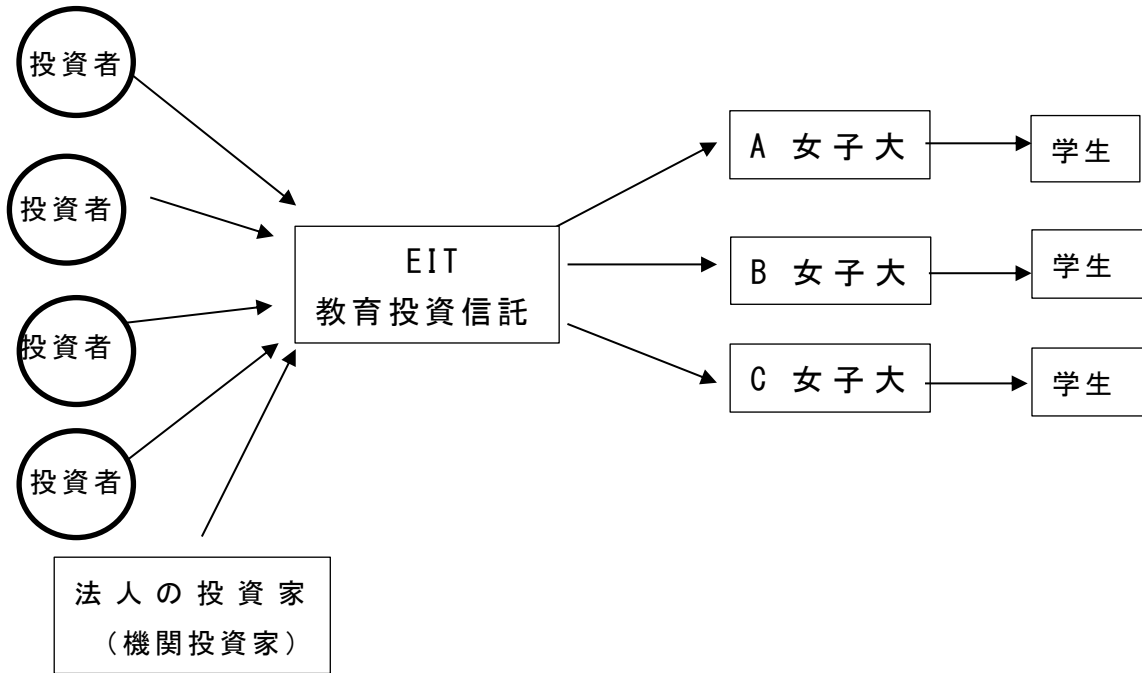 投資者
投資者
投資者
投資者
法人の投資家
（機関投資家）
EIT
教育投資信託
A 女子大
B 女子大
C 女子大
学生
学生
学生